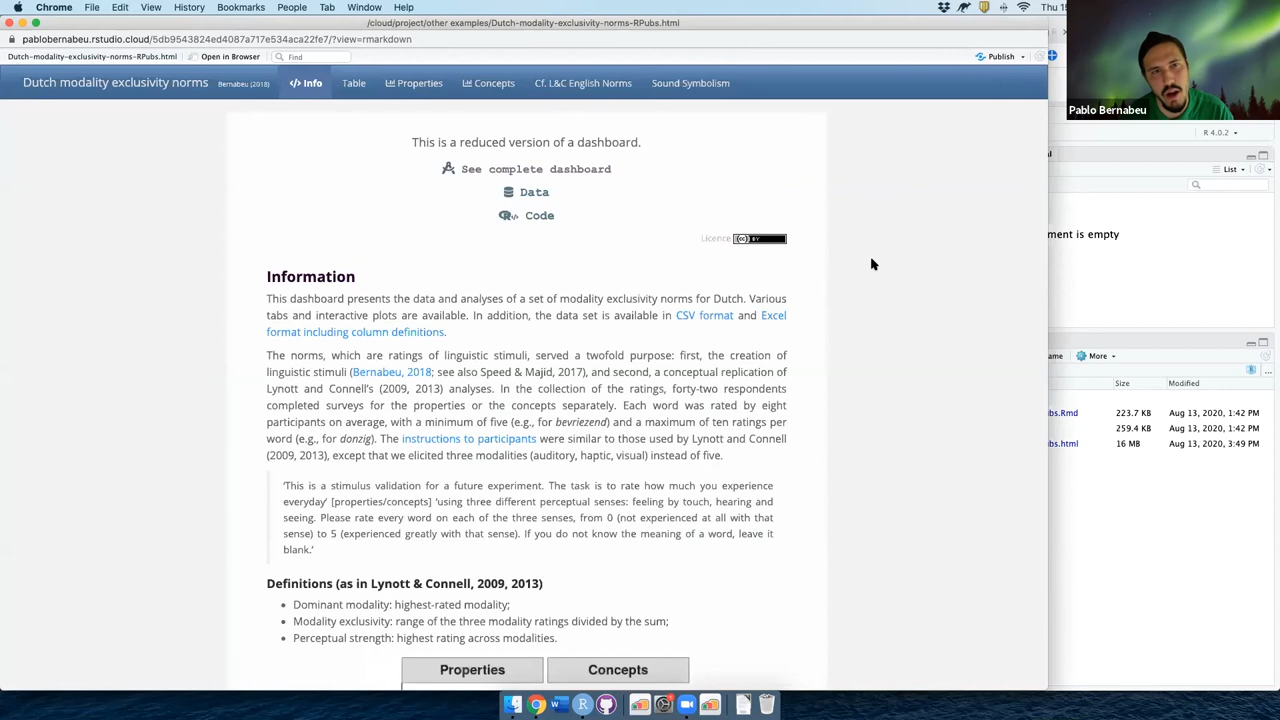 Chrome File Edit View History Bookmarks People Tab Window Help
Thu 15
/cloud/project/other examples/Dutch-modality-exclusivity-norms-RPubs.html
pablobernabeu.rstudio.cloud/5db9543824ed4087a717e534aca22fe7/?view=rmarkdown
Dutch-modality-exclusivity-norms-RPubs.html Open in Browser Find Publish
Dutch modality exclusivity norms Bernabeu (2018) Info Table Properties Concepts Cf. L&C English Norms Sound Symbolism
Pablo Bernabeu
R 4.0.2
List
This is a reduced version of a dashboard.
See complete dashboard
Data
Code
Licence CC BY
ment is empty
Information
This dashboard presents the data and analyses of a set of modality exclusivity norms for Dutch. Various
tabs and interactive plots are available. In addition, the data set is available in CSV format and Excel
format including column definitions.
The norms, which are ratings of linguistic stimuli, served a twofold purpose: first, the creation of
linguistic stimuli (Bernabeu, 2018; see also Speed & Majid, 2017), and second, a conceptual replication of
Lynott and Connell's (2009, 2013) analyses. In the collection of the ratings, forty-two respondents
completed surveys for the properties or the concepts separately. Each word was rated by eight
participants on average, with a minimum of five (e.g., for bevriezend) and a maximum of ten ratings per
word (e.g., for donzig). The instructions to participants were similar to those used by Lynott and Connell
(2009, 2013), except that we elicited three modalities (auditory, haptic, visual) instead of five.
'This is a stimulus validation for a future experiment. The task is to rate how much you experience
everyday' [properties/concepts] 'using three different perceptual senses: feeling by touch, hearing and
seeing. Please rate every word on each of the three senses, from 0 (not experienced at all with that
sense) to 5 (experienced greatly with that sense). If you do not know the meaning of a word, leave it
blank.'
Definitions (as in Lynott & Connell, 2009, 2013)
Dominant modality: highest-rated modality;
Modality exclusivity: range of the three modality ratings divided by the sum;
Perceptual strength: highest rating across modalities.
Properties Concepts
ame More
Size Modified
bs.Rmd 223.7 KB Aug 13, 2020, 1:42 PM
259.4 KB Aug 13, 2020, 1:42 PM
bs.html 16 MB Aug 13, 2020, 3:49 PM